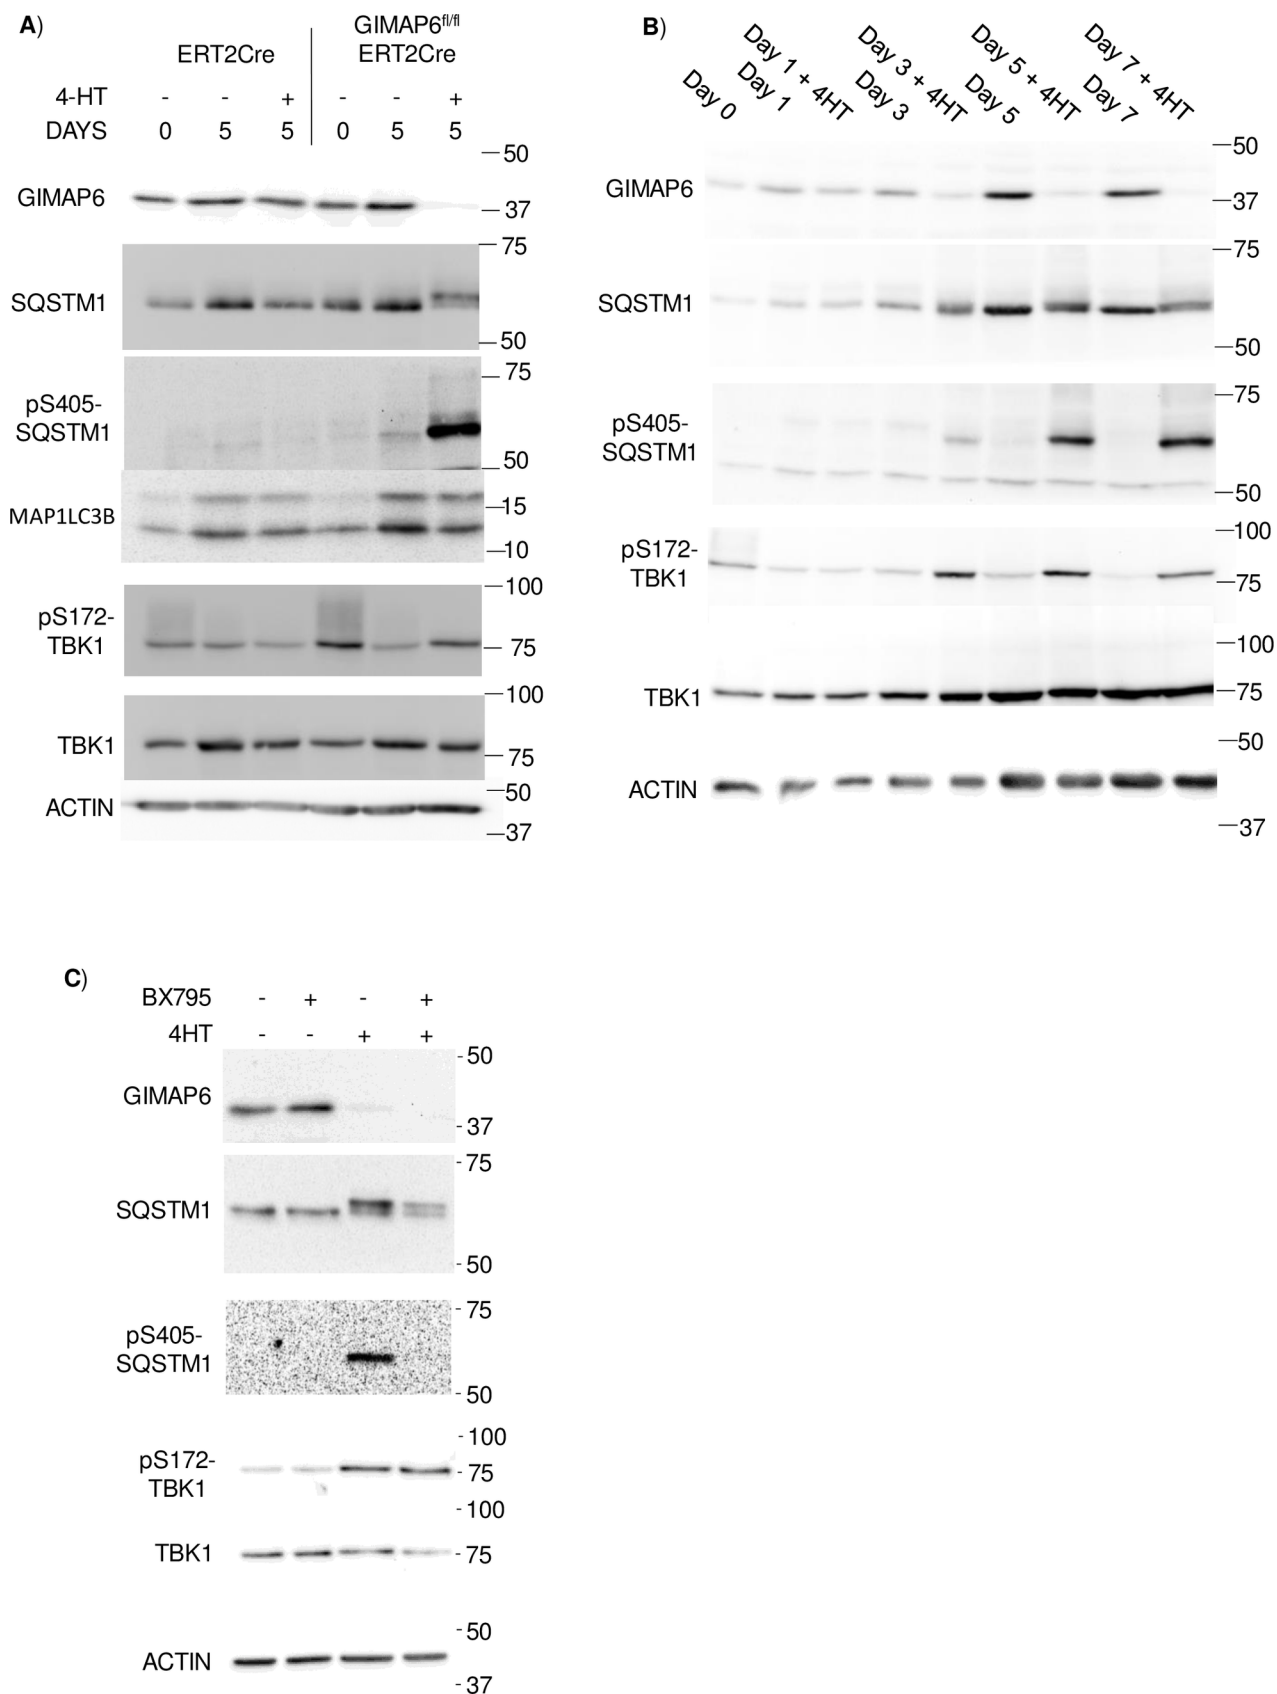 A)
ERT2Cre
GIMAP6fl/fl
ERT2Cre
4-HT - - + - - +
DAYS 0 5 5 0 5 5
50
GIMAP6
37
75
SQSTM1
50
75
pS405-
SQSTM1
50
MAP1LC3B
15
10
100
pS172-
TBK1
75
100
TBK1
75
50
ACTIN
37
B)
Day 0
Day 1
Day 1 + 4HT
Day 3
Day 3 + 4HT
Day 5
Day 5 + 4HT
Day 7
Day 7 + 4HT
50
GIMAP6
37
75
SQSTM1
50
75
pS405-
SQSTM1
50
100
pS172-
TBK1
75
100
TBK1
75
50
ACTIN
37
C)
BX795 - + - +
4HT - - + +
50
GIMAP6
37
75
SQSTM1
50
75
pS405-
SQSTM1
50
100
pS172-
TBK1
75
100
TBK1
75
50
ACTIN
37